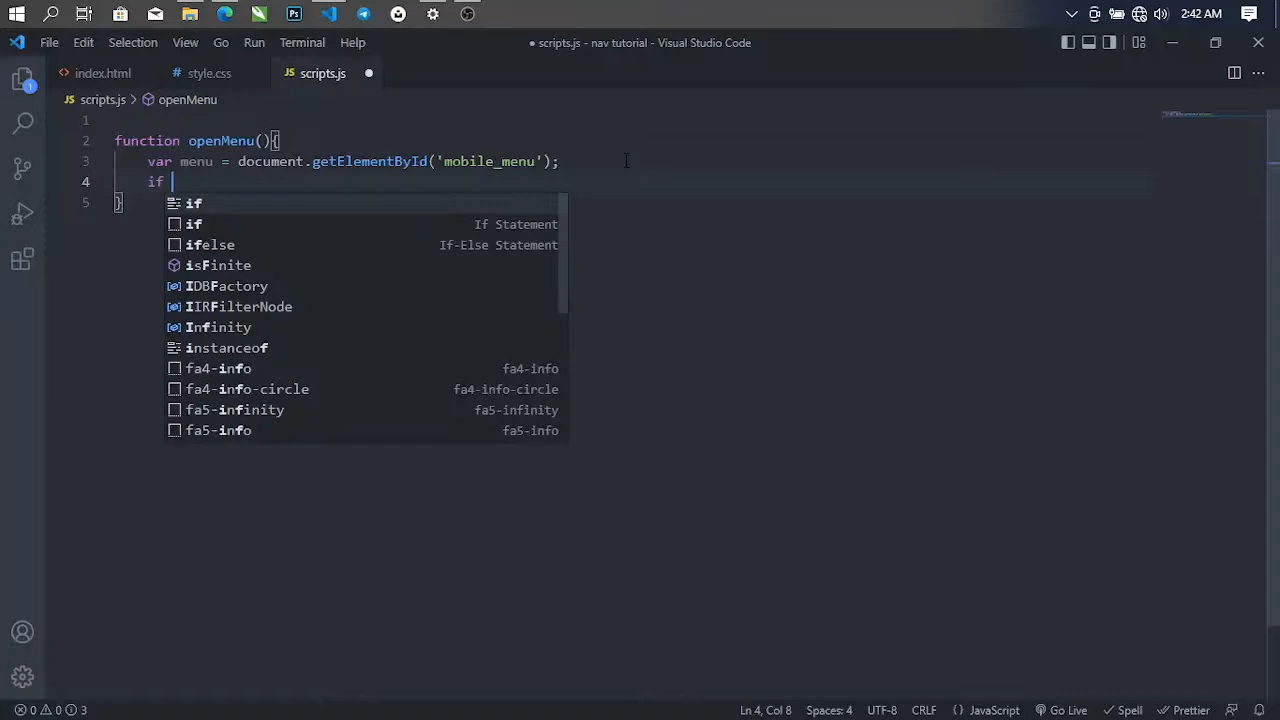 Ps
2:42 AM
File Edit Selection View Go Run Terminal Help
● scripts.js - nav tutorial - Visual Studio Code
<> index.html # style.css JS scripts.js ●
JS scripts.js > openMenu
1
1
2 function openMenu(){
3 var menu = document.getElementById('mobile_menu');
4 if
5 }
if
if If Statement
ifelse If-Else Statement
isFinite
IDBFactory
IIRFilterNode
Infinity
instanceof
fa4-info fa4-info
fa4-info-circle fa4-info-circle
fa5-infinity fa5-infinity
fa5-info fa5-info
0 0 3 Ln 4, Col 8 Spaces: 4 UTF-8 CRLF {} JavaScript Go Live Spell Prettier